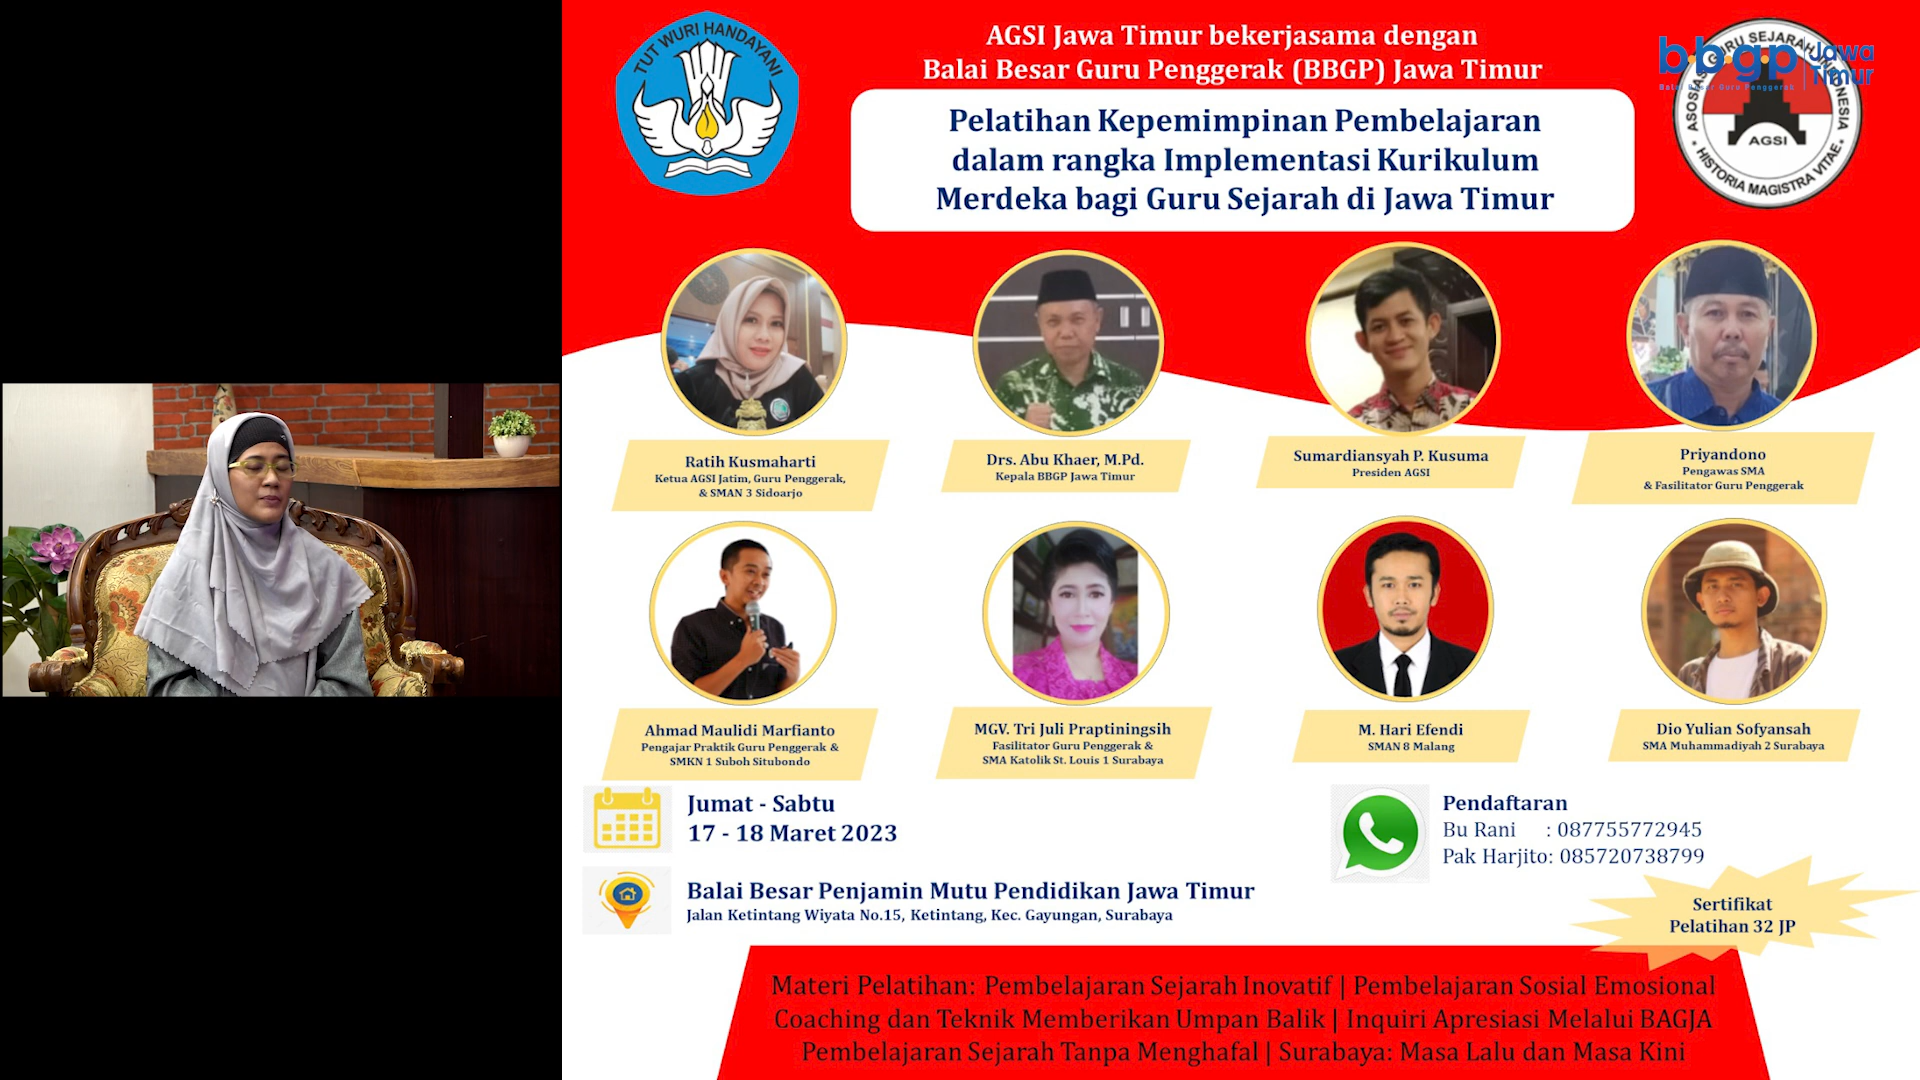 TUT WURI HANDAYANI
AGSI Jawa Timur bekerjasama dengan
Balai Besar Guru Penggerak (BBGP) Jawa Timur
Pelatihan Kepemimpinan Pembelajaran
dalam rangka Implementasi Kurikulum
Merdeka bagi Guru Sejarah di Jawa Timur
bbgp Jawa
Timur
Balai Besar Guru Penggerak
AGSI
HISTORIA MAGISTRA VITAE
Ratih Kusmaharti
Ketua AGSI Jatim, Guru Penggerak,
& SMAN 3 Sidoarjo
Drs. Abu Khaer, M.Pd.
Kepala BBGP Jawa Timur
Sumardiansyah P. Kusuma
Presiden AGSI
Priyandono
Pengawas SMA
& Fasilitator Guru Penggerak
Ahmad Maulidi Marfianto
Pengajar Praktik Guru Penggerak &
SMKN 1 Suboh Situbondo
MGV. Tri Juli Praptiningsih
Fasilitator Guru Penggerak &
SMA Katolik St. Louis 1 Surabaya
M. Hari Efendi
SMAN 8 Malang
Dio Yulian Sofyansah
SMA Muhammadiyah 2 Surabaya
Jumat - Sabtu
17 - 18 Maret 2023
Balai Besar Penjamin Mutu Pendidikan Jawa Timur
Jalan Ketintang Wiyata No.15, Ketintang, Kec. Gayungan, Surabaya
Pendaftaran
Bu Rani : 087755772945
Pak Harjito: 085720738799
Sertifikat
Pelatihan 32 JP
Materi Pelatihan: Pembelajaran Sejarah Inovatif | Pembelajaran Sosial Emosional
Coaching dan Teknik Memberikan Umpan Balik | Inquiri Apresiasi Melalui BAGJA
Pembelajaran Sejarah Tanpa Menghafal | Surabaya: Masa Lalu dan Masa Kini